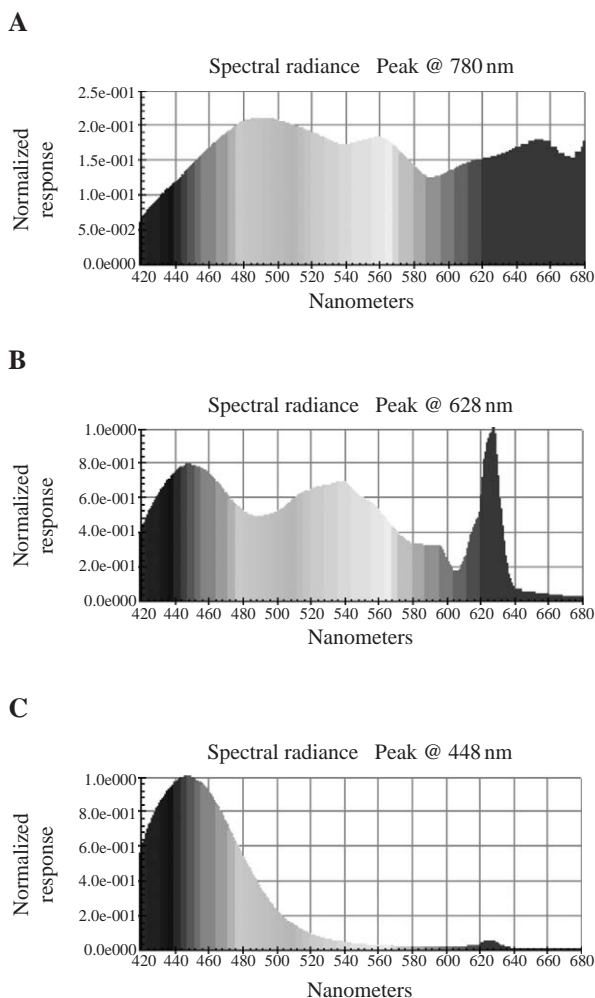 A
Spectral radiance Peak @ 780 nm
Normalized
response
2.5e-001
2.0e-001
1.5e-001
1.0e-001
5.0e-002
0.0e000
420 440 460 480 500 520 540 560 580 600 620 640 660 680
Nanometers
B
Spectral radiance Peak @ 628 nm
Normalized
response
1.0e000
8.0e-001
6.0e-001
4.0e-001
2.0e-001
0.0e000
420 440 460 480 500 520 540 560 580 600 620 640 660 680
Nanometers
C
Spectral radiance Peak @ 448 nm
Normalized
response
1.0e000
8.0e-001
6.0e-001
4.0e-001
2.0e-001
0.0e000
420 440 460 480 500 520 540 560 580 600 620 640 660 680
Nanometers